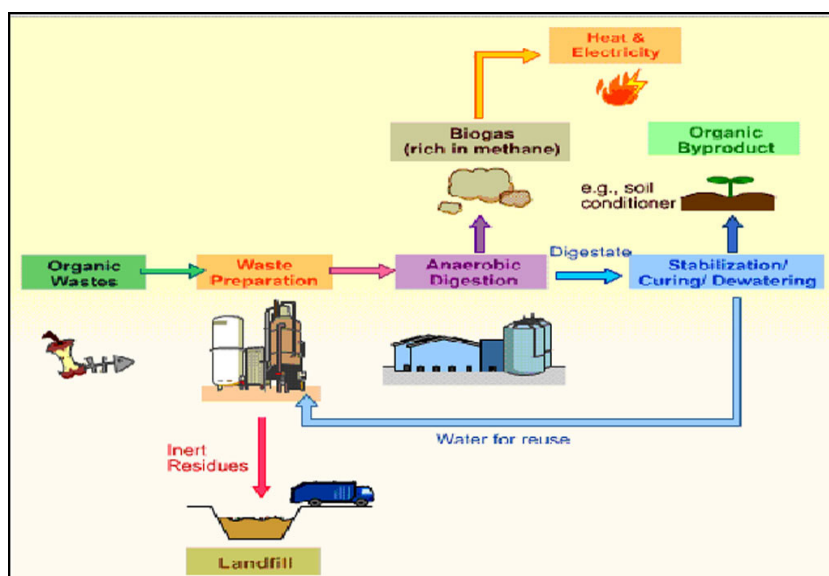 Heat &
Electricity
Biogas
(rich in methane)
Organic
Byproduct
e.g., soil
conditioner
Organic
Wastes
Waste
Preparation
Anaerobic
Digestion
Digestate
Stabilization/
Curing/ Dewatering
Water for reuse
Inert
Residues
Landfill